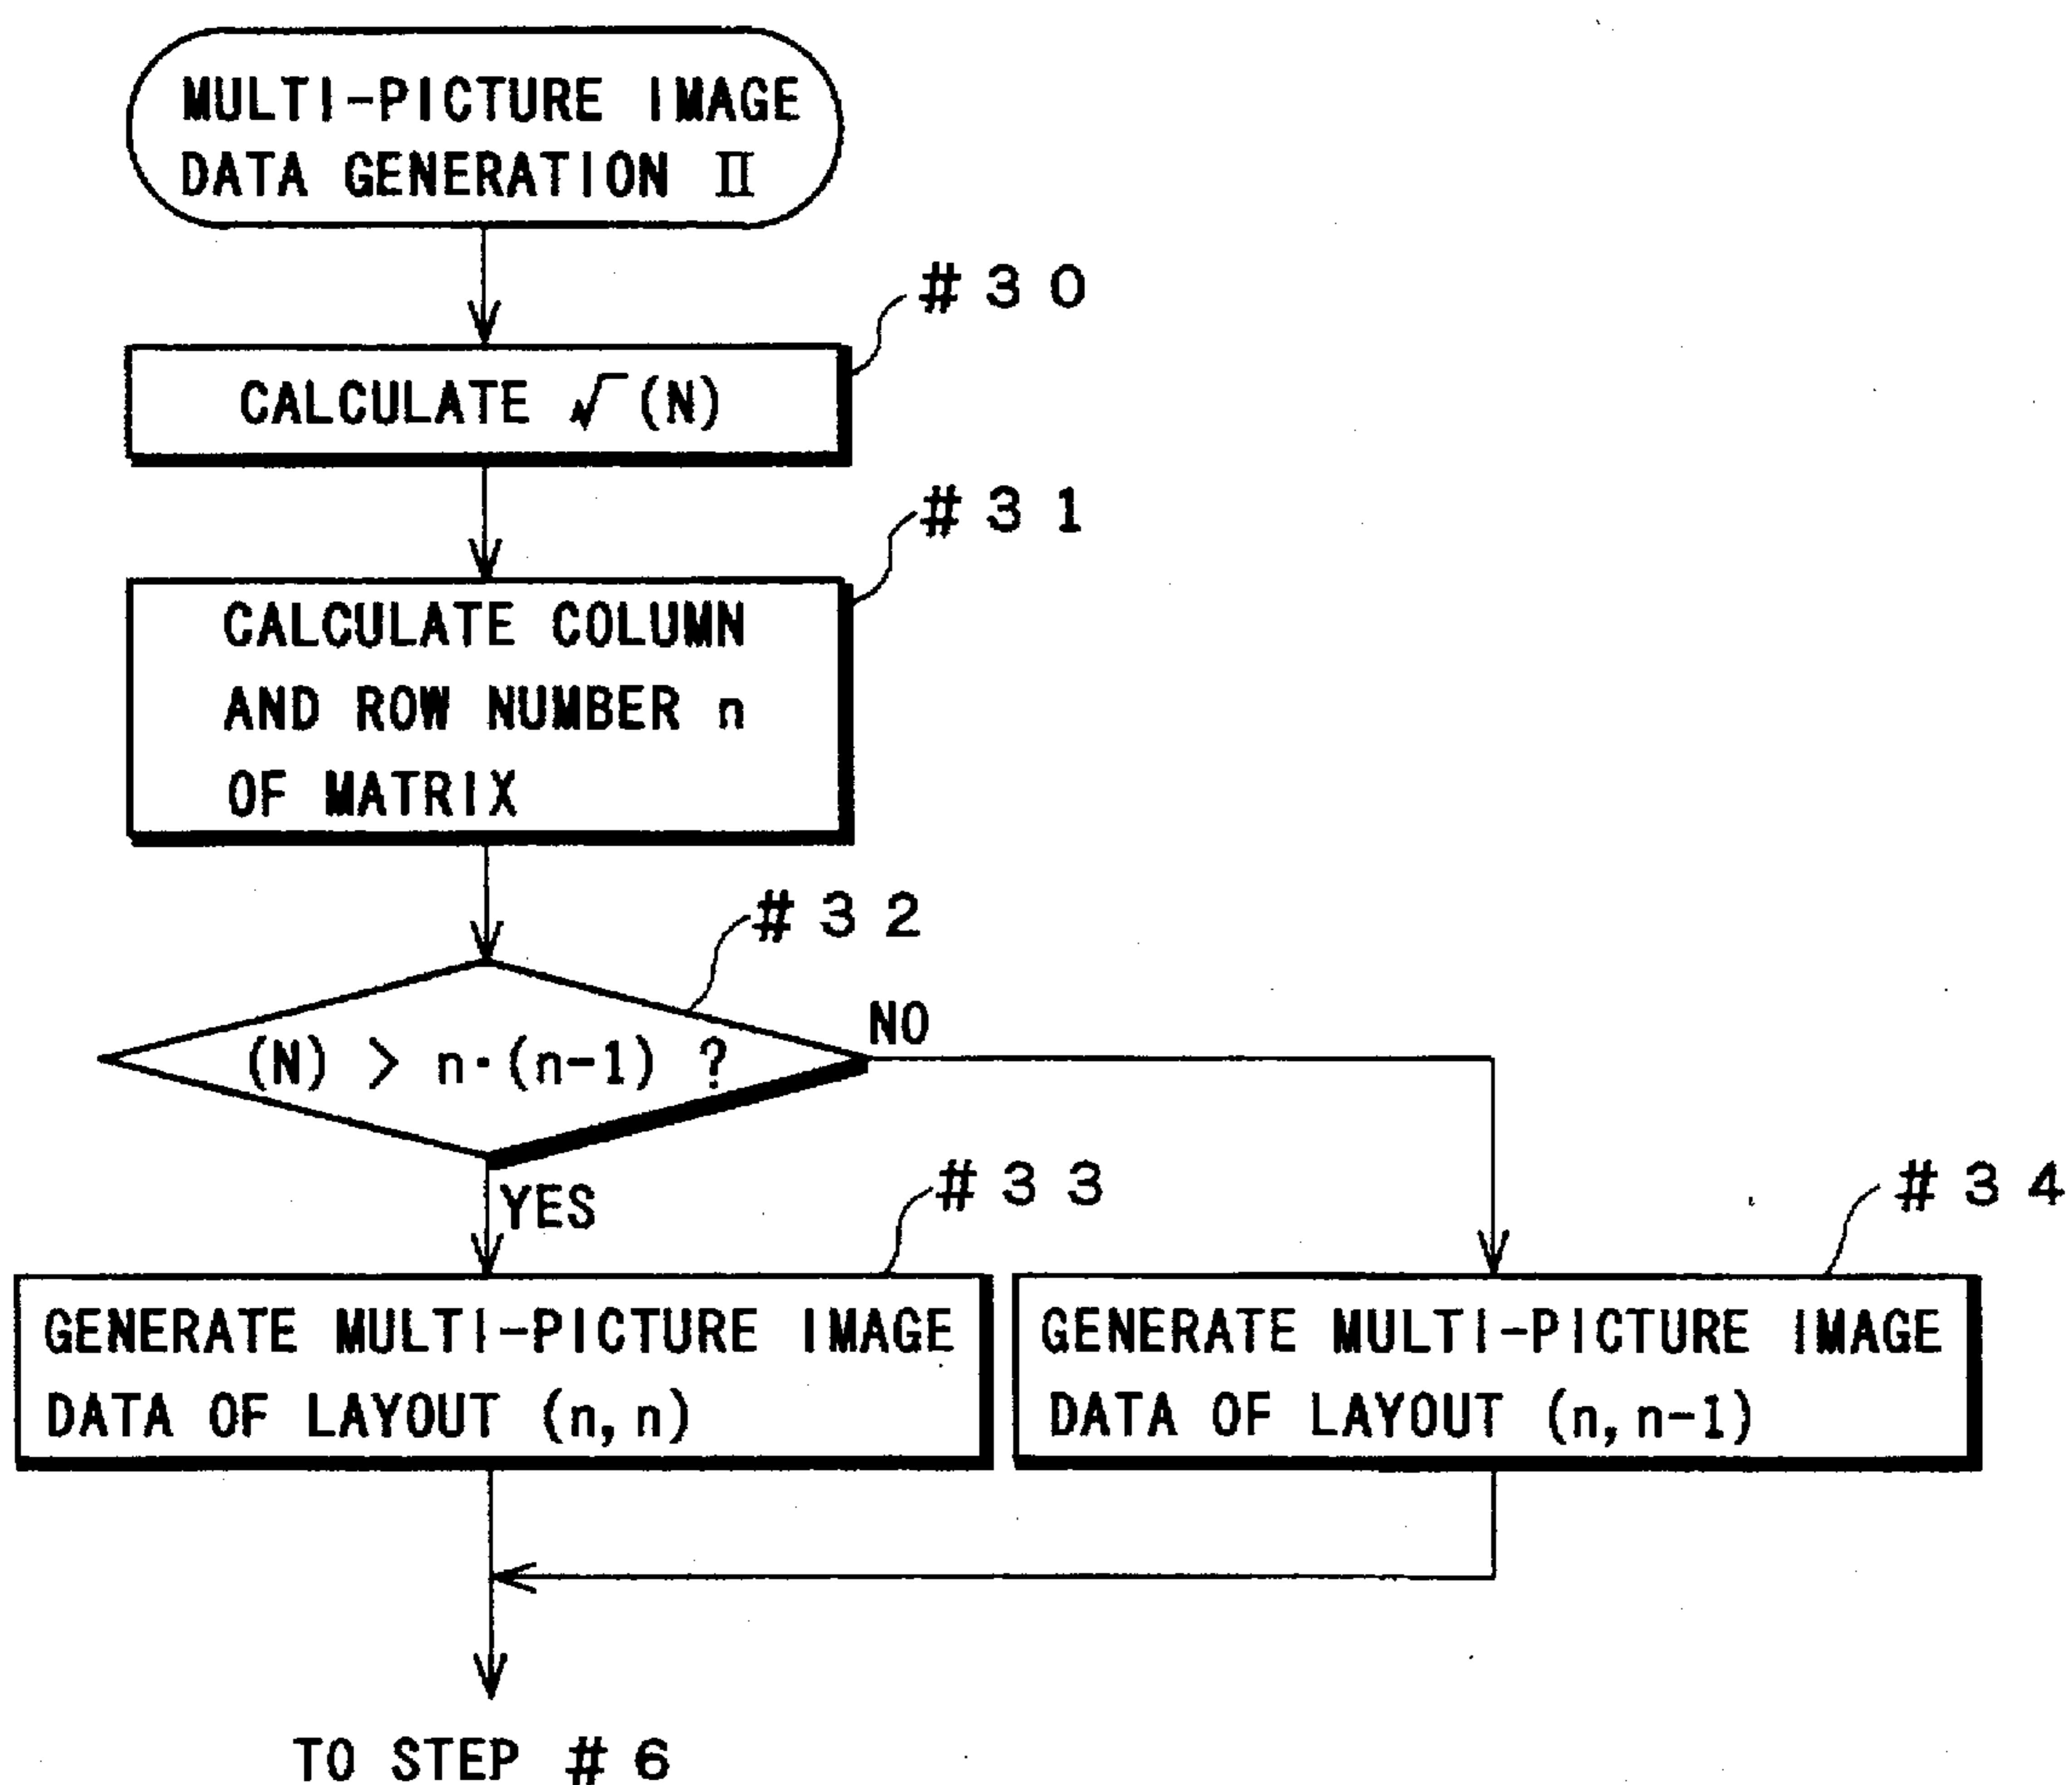 MULTI-PICTURE IMAGE
DATA GENERATION II
#30
CALCULATE √(N)
#31
CALCULATE COLUMN
AND ROW NUMBER n
OF MATRIX
#32
(N) > n·(n-1) ?
NO
YES
#33
GENERATE MULTI-PICTURE IMAGE
DATA OF LAYOUT (n,n)
#34
GENERATE MULTI-PICTURE IMAGE
DATA OF LAYOUT (n,n-1)
TO STEP #6